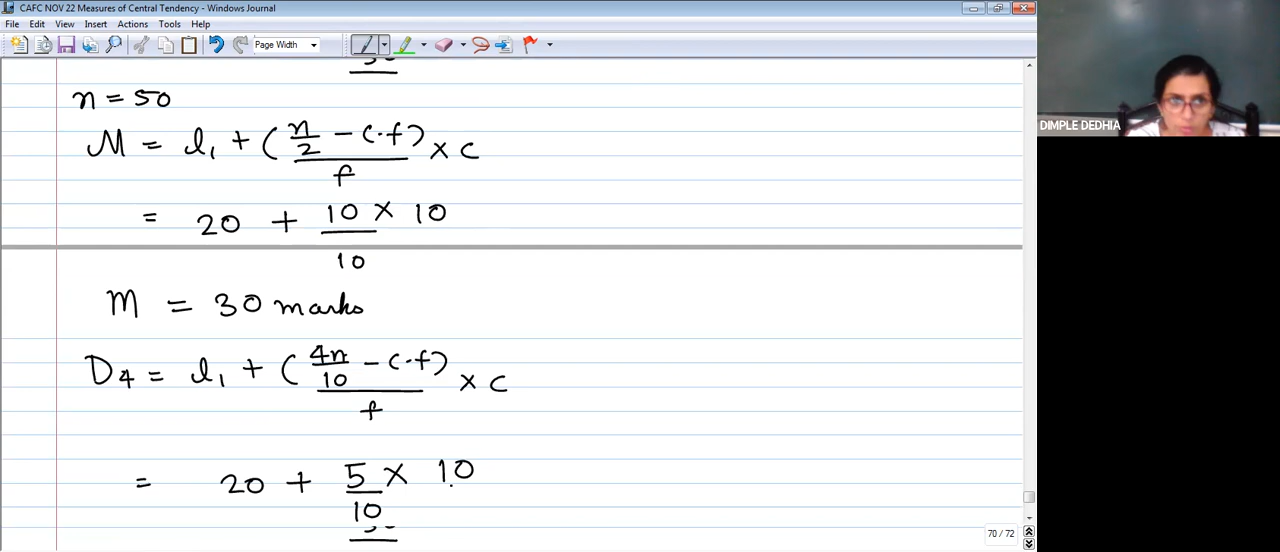 CAFC NOV 22 Measures of Central Tendency - Windows Journal
File Edit View Insert Actions Tools Help
Page Width
n = 50
M = l₁ + (n/2 - c.f)/f × c
= 20 + 10/10 × 10
M = 30 marks
D₄ = l₁ + (4n/10 - c.f)/f × c
= 20 + 5/10 × 10
70 / 72
DIMPLE DEDHIA